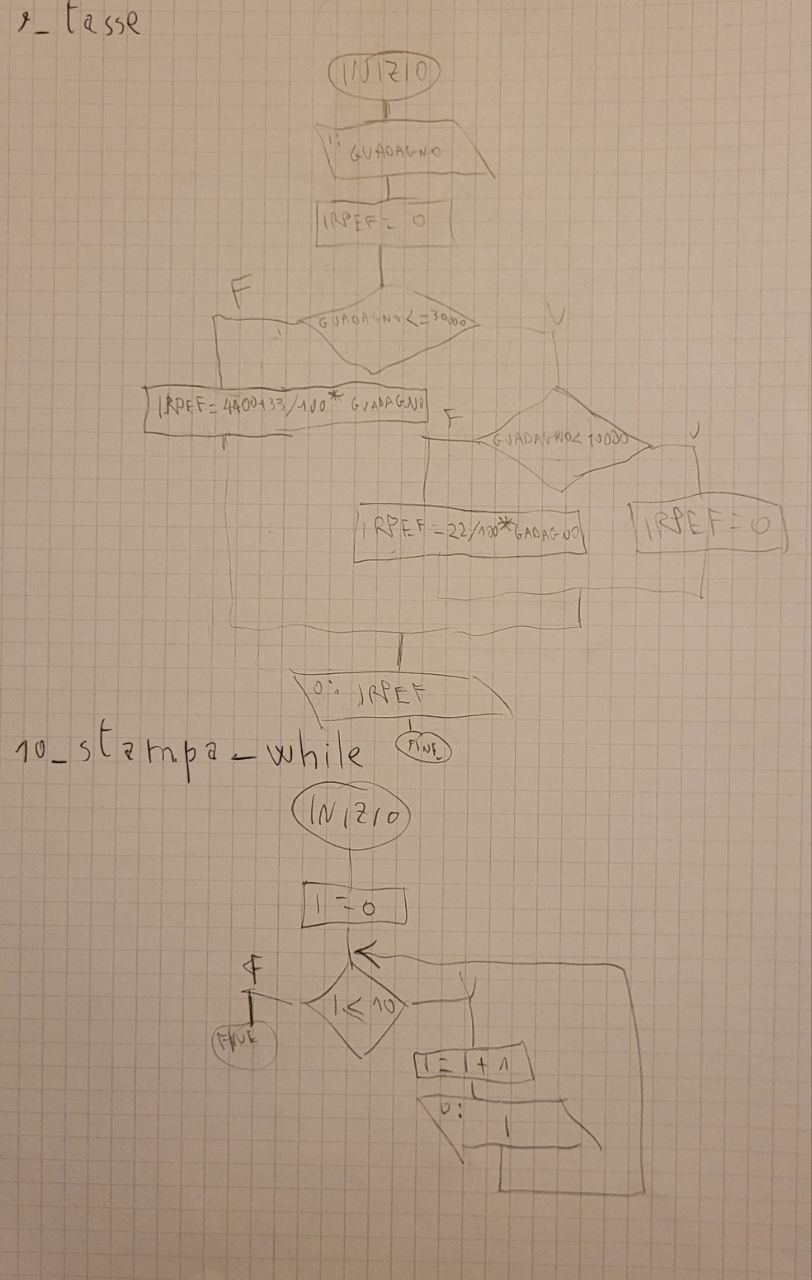 9_tasse
INIZIO
I: GUADAGNO
IRPEF = 0
F
GUADAGNO <= 30000
V
IRPEF = 4400+33/100* GUADAGNO
F
GUADAGNO< 10000
V
IRPEF = 22/100*GADAGNO
IRPEF = 0
O: IRPEF
10_stampa_while
FINE
INIZIO
I = 0
F
I < 10
V
FINE
I = I + 1
O:
I